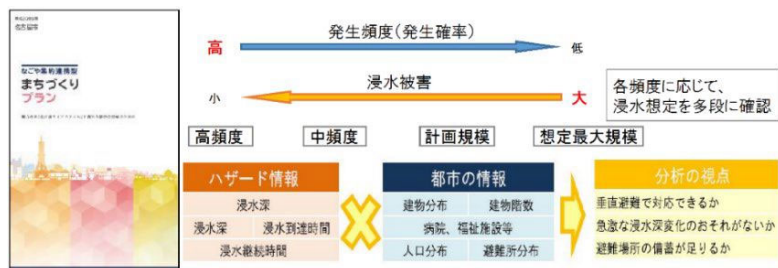 名古屋市
なごや集約連携型
まちづくり
プラン
発生頻度(発生確率)
高
低
浸水被害
小
大
各頻度に応じて、
浸水想定を多段に確認
高頻度 中頻度 計画規模 想定最大規模
ハザード情報
浸水深
浸水深 浸水到達時間
浸水継続時間
都市の情報
建物分布 建物階数
病院、福祉施設等
人口分布 避難所分布
分析の視点
垂直避難で対応できるか
急激な浸水深変化のおそれがないか
避難場所の備蓄が足りるか